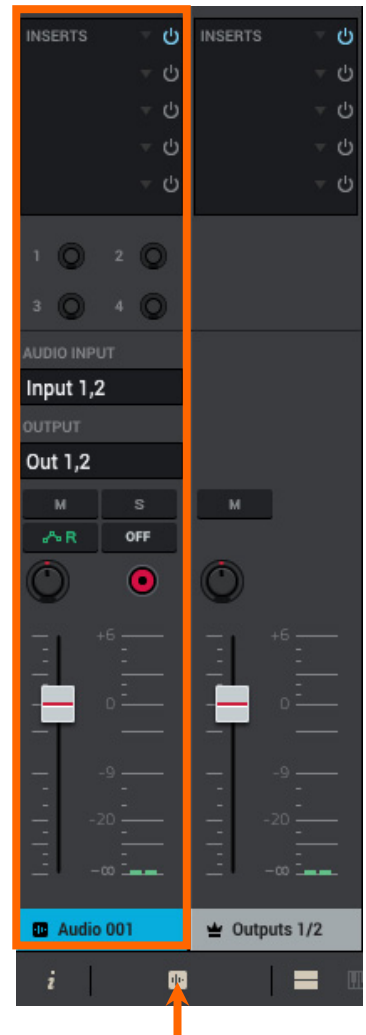 INSERTS
INSERTS
1 2
3 4
AUDIO INPUT
Input 1,2
OUTPUT
Out 1,2
M S M
R OFF
+6 +6
0 0
-9 -9
-20 -20
-∞ -∞
Audio 001
Outputs 1/2
i